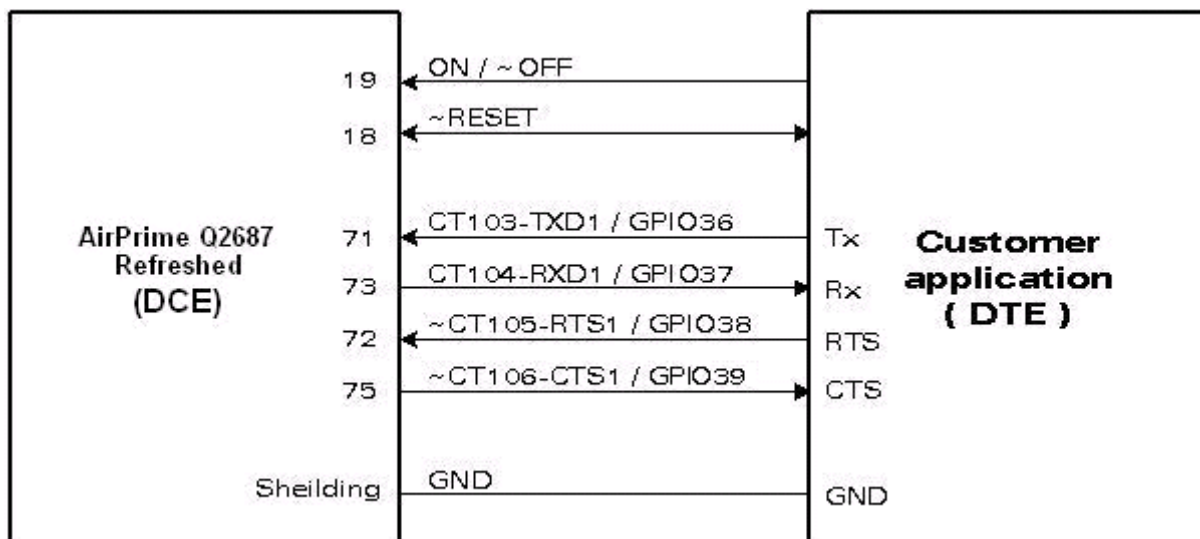 19 ON / ~ OFF
18 ~RESET
71 CT103-TXD1 / GPIO36 Tx
73 CT104-RXD1 / GPIO37 Rx
72 ~CT105-RTS1 / GPIO38 RTS
75 ~CT106-CTS1 / GPIO39 CTS
Sheilding GND GND
AirPrime Q2687
Refreshed
(DCE)
Customer
application
( DTE )